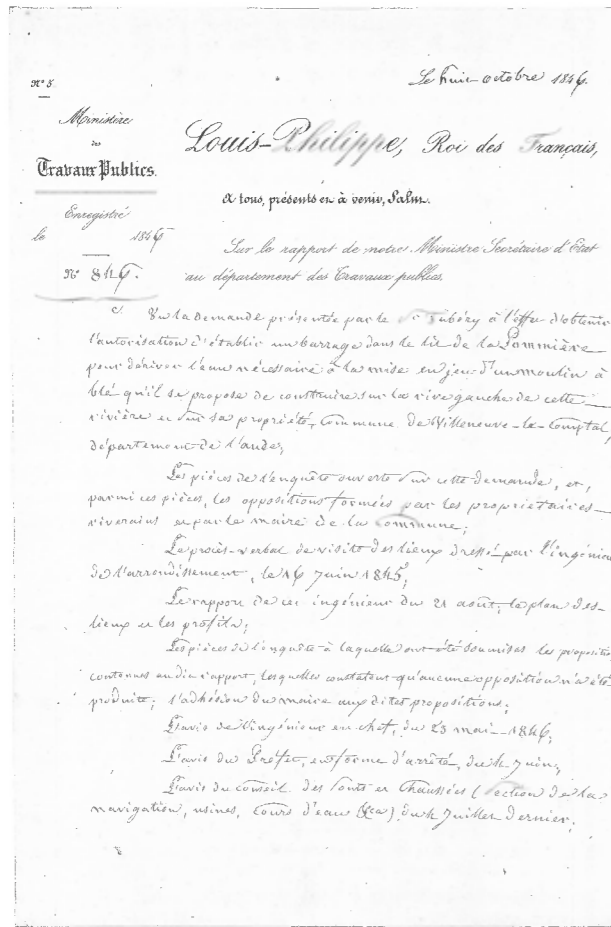 Le huit octobre 1846.
N° 5
Ministère
des
Travaux Publics.
Louis-Philippe, Roi des Français,
A tous, présents et à venir, Salut.
Enregistré
le 1846
N° 846.
Sur le rapport de notre Ministre Secrétaire d'Etat
au département des Travaux publics,
Vu la demande présentée par le Sr Aubéry à l'effet d'obtenir
l'autorisation d'établir un barrage dans le lit de la
pour dériver l'eau nécessaire à la mise en jeu d'un moulin à
blé qu'il se propose de construire sur la rive gauche de cette
rivière et sur sa propriété, commune de Villeneuve-la-Comptal,
département de l'aude;
Les pièces de l'enquête ouverte sur cette demande, et,
parmi ces pièces, les oppositions formées par les propriétaires
riverains et par le maire de la commune;
Le procès-verbal de visite des lieux dressé par l'ingénieur
de l'arrondissement, le 16 Juin 1845;
Le rapport de cet ingénieur du 21 août, le plan des
lieux et les profils;
Les pièces de l'enquête à laquelle ont été soumises les propositions
contenues au dit rapport, lesquelles constatent qu'aucune opposition n'a été
produite; l'adhésion du maire aux dites propositions;
L'avis de l'ingénieur en chef, du 23 mai 1846;
L'avis du Préfet, en forme d'arrêté, du 4 Juin;
L'avis du conseil des Ponts et Chaussées (Section de la
navigation, usines, cours d'eau &ca) du 4 Juillet dernier;